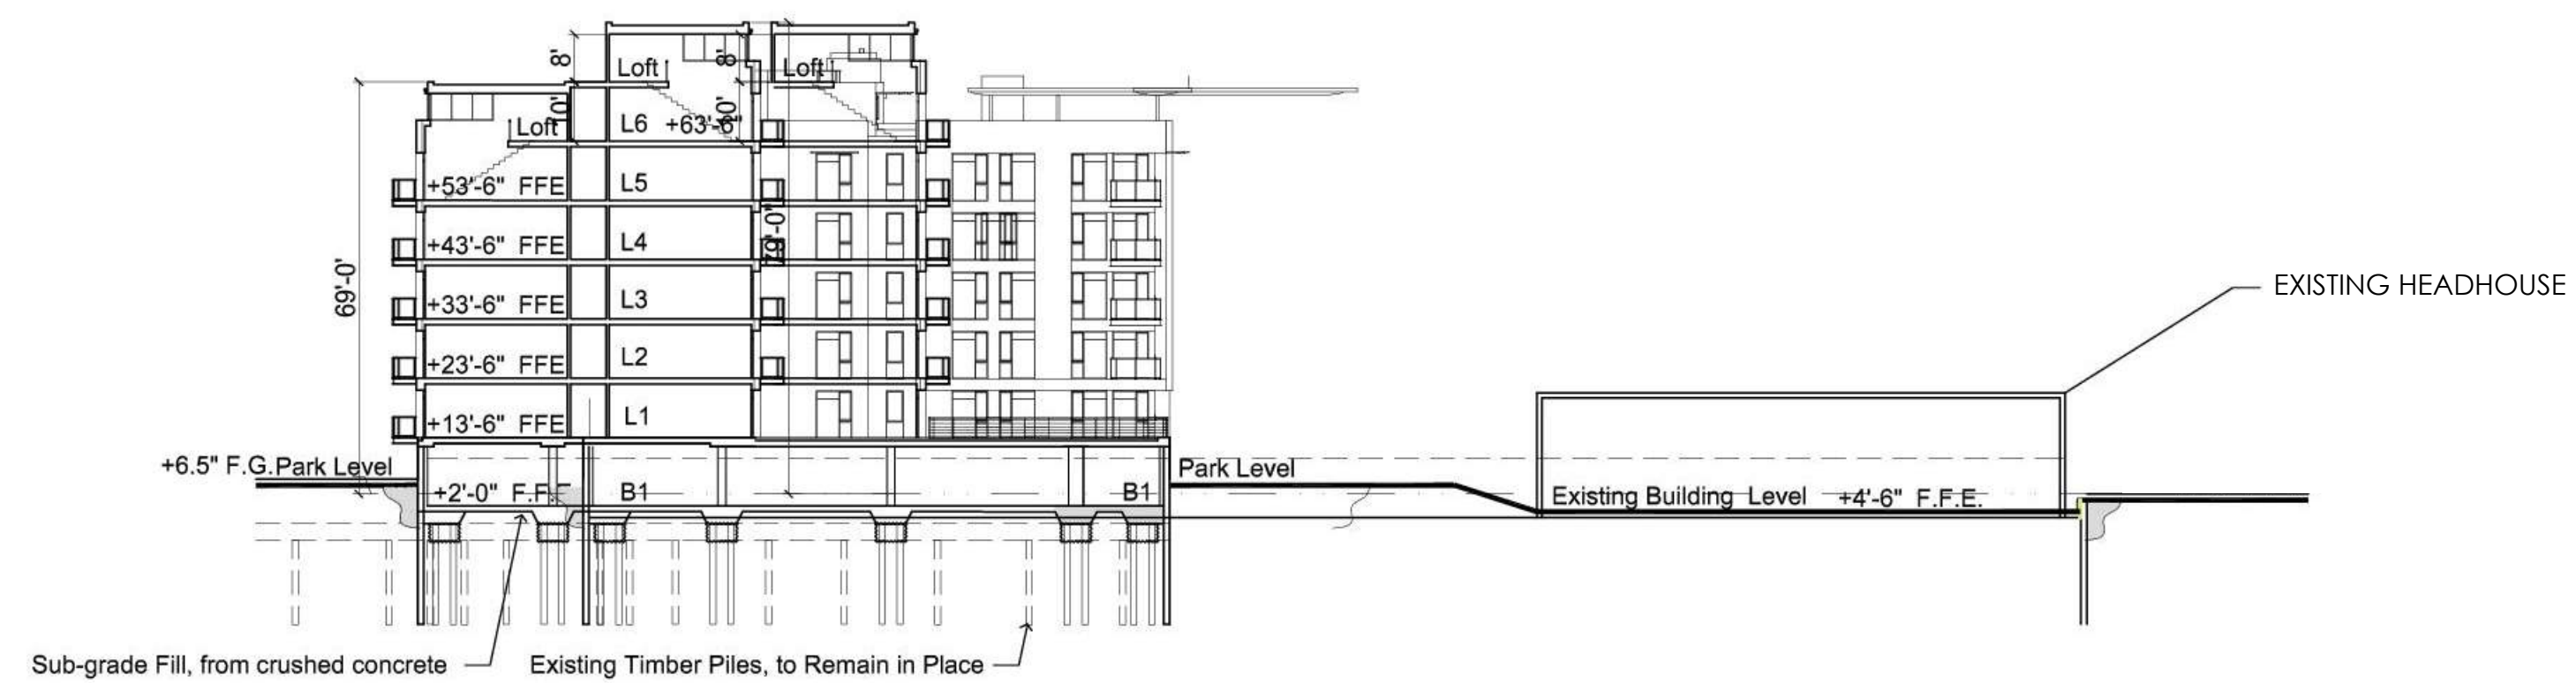 8'
8'
Loft
Loft
10'
10'
Loft
L6 +63'-6"
+53'-6" FFE L5
+43'-6" FFE L4
79'-0'
69'-0'
+33'-6" FFE L3
EXISTING HEADHOUSE
+23'-6" FFE L2
+13'-6" FFE L1
+6.5" F.G. Park Level
Park Level
+2'-0" F.F.E B1 B1
Existing Building Level +4'-6" F.F.E.
Sub-grade Fill, from crushed concrete
Existing Timber Piles, to Remain in Place